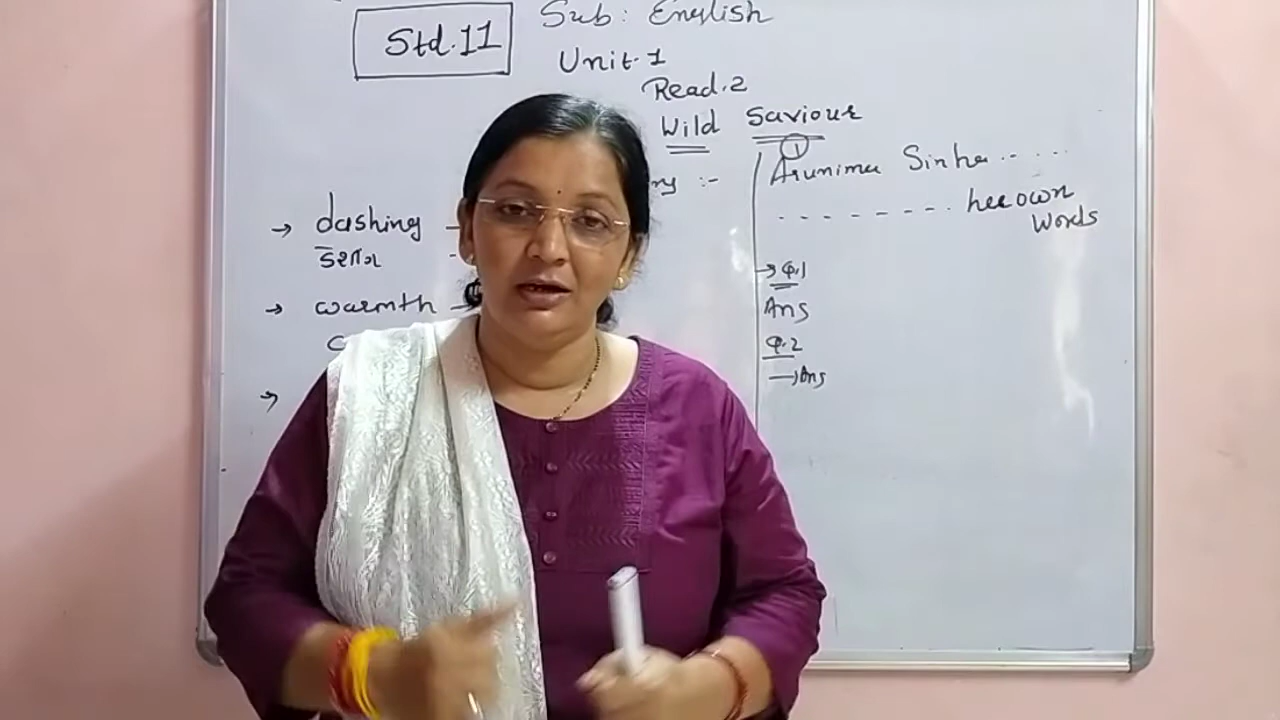 Std.11
Sub: English
Unit.1
Read.2
Wild Saviour
:-
→ dashing -
→ warmth -
→
1
Arunima Sinha .. ...
- - - - - - - - her own
words
→ Q.1
Ans
Q.2
→ Ans